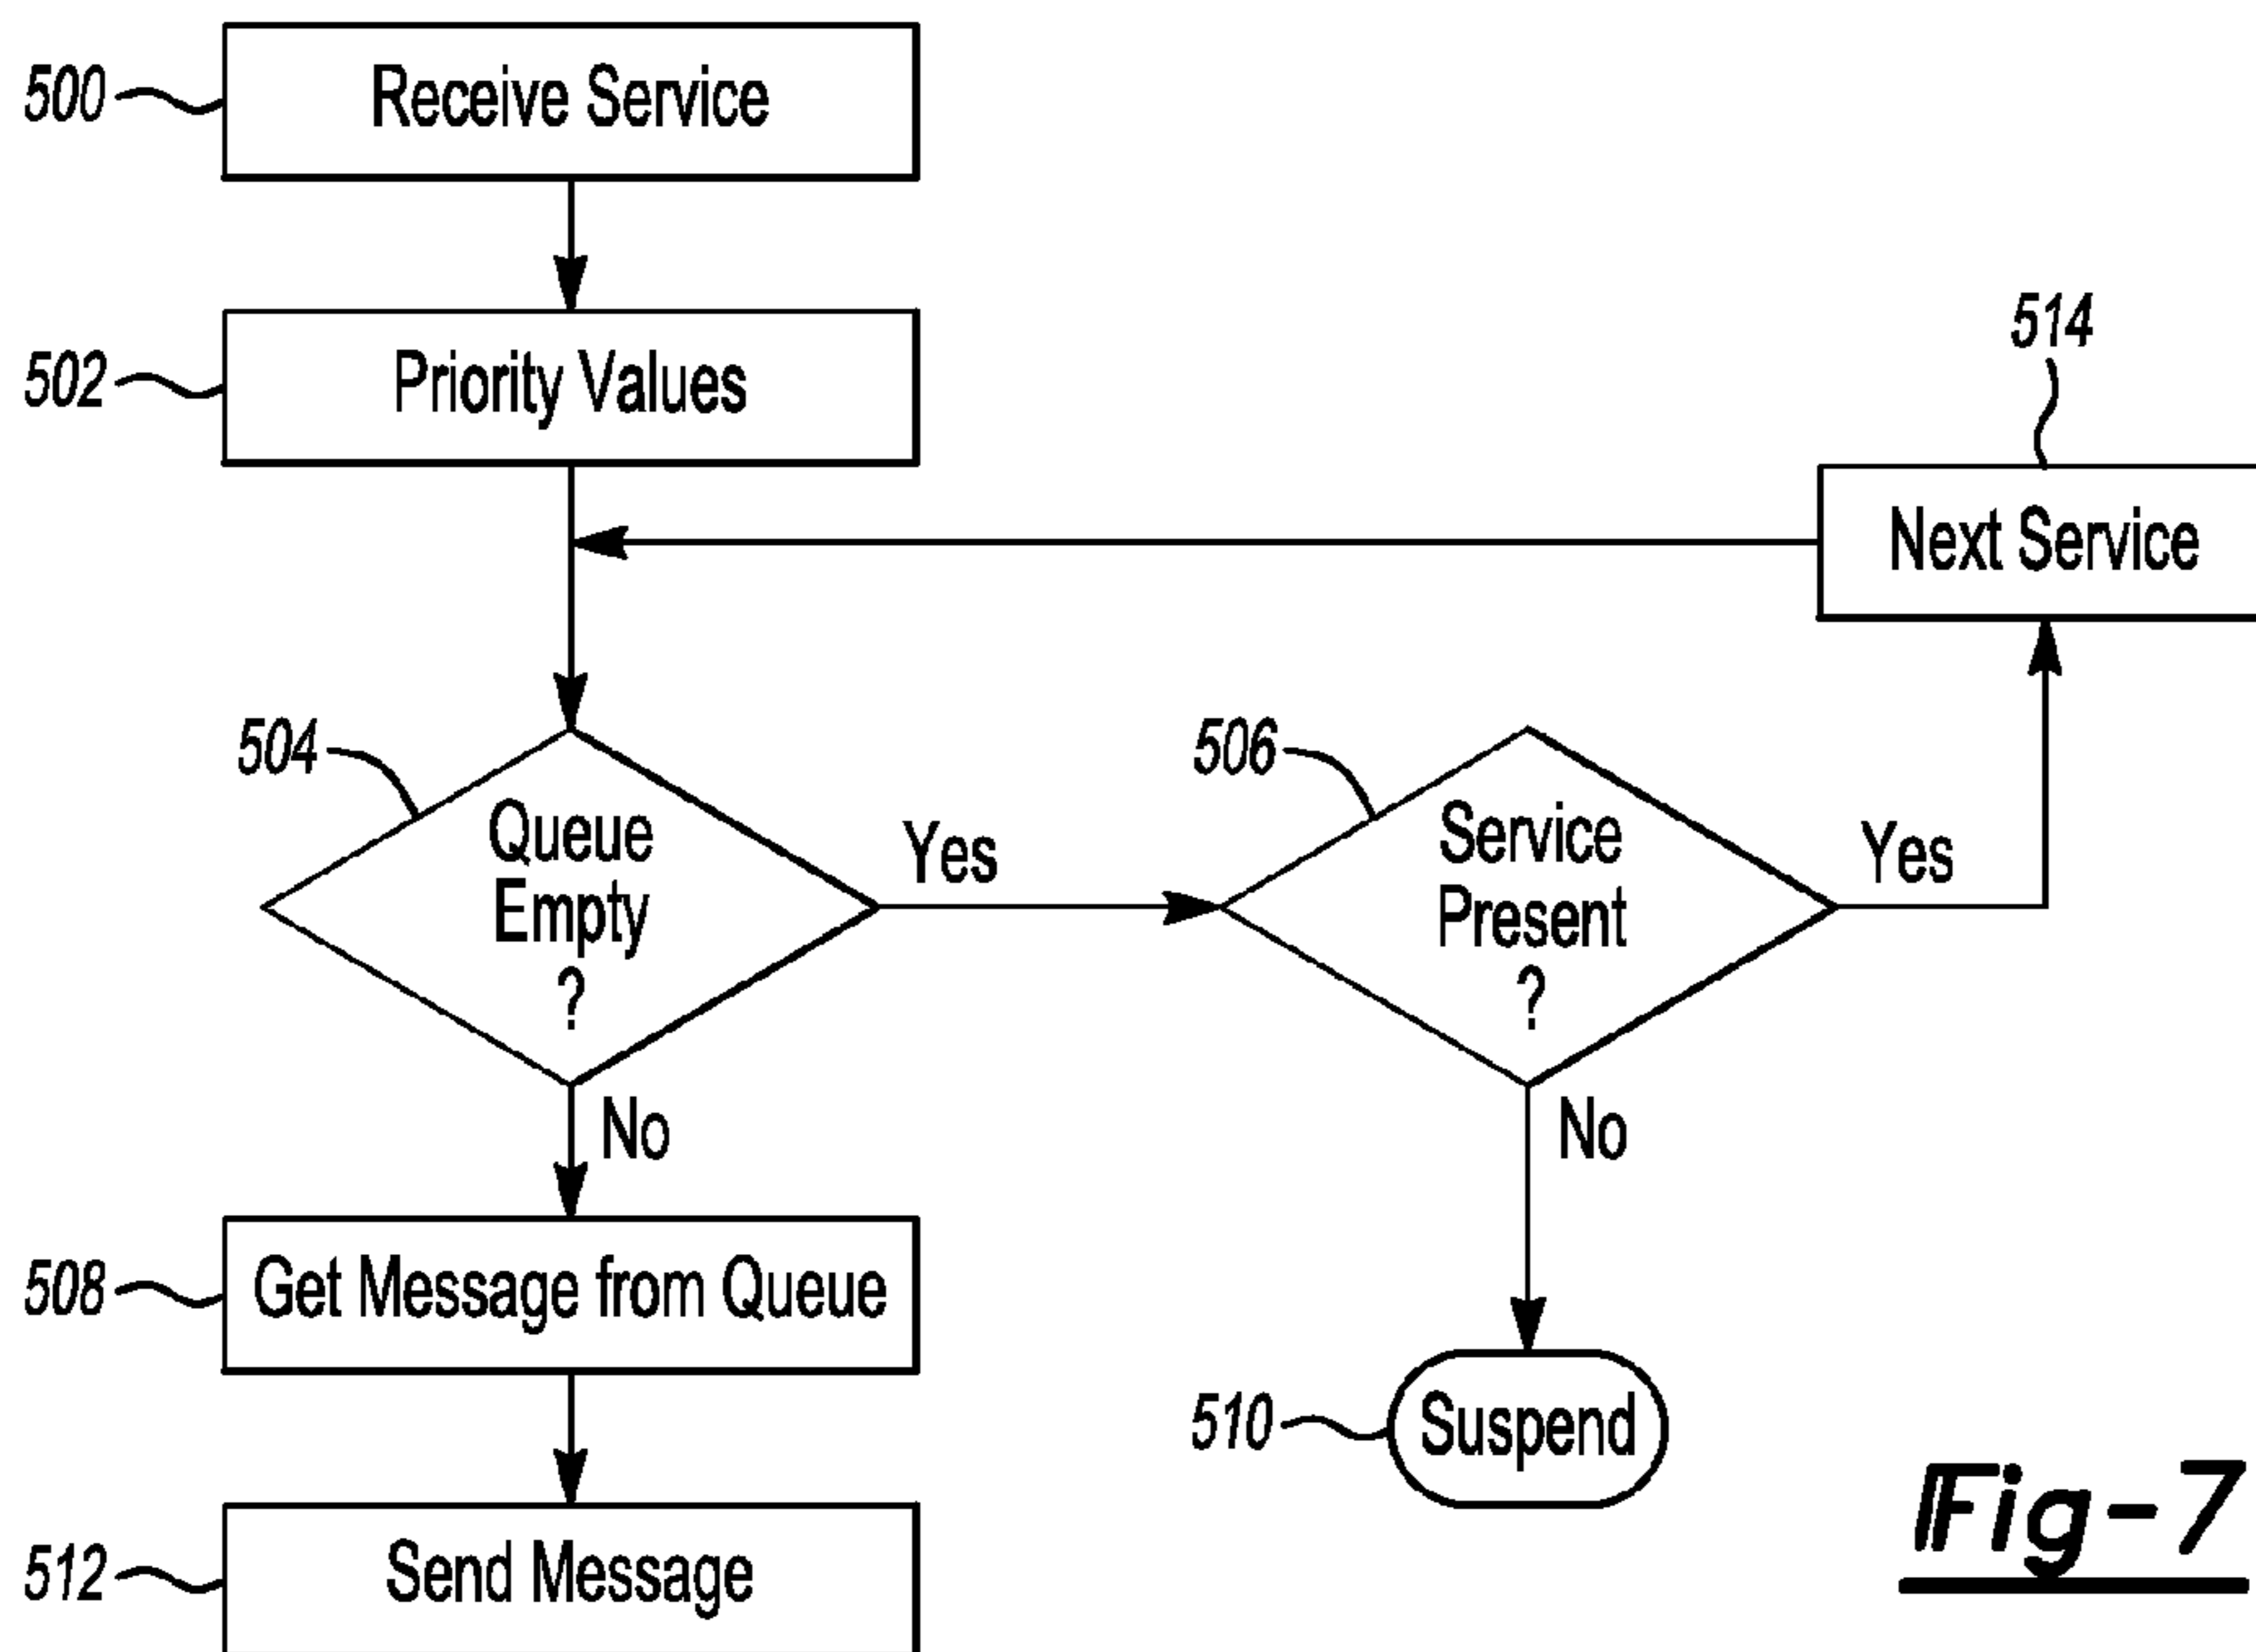 500
Receive Service
502
Priority Values
514
Next Service
504
Queue
Empty
?
Yes
506
Service
Present
?
Yes
No
No
508
Get Message from Queue
510
Suspend
512
Send Message
Fig-7